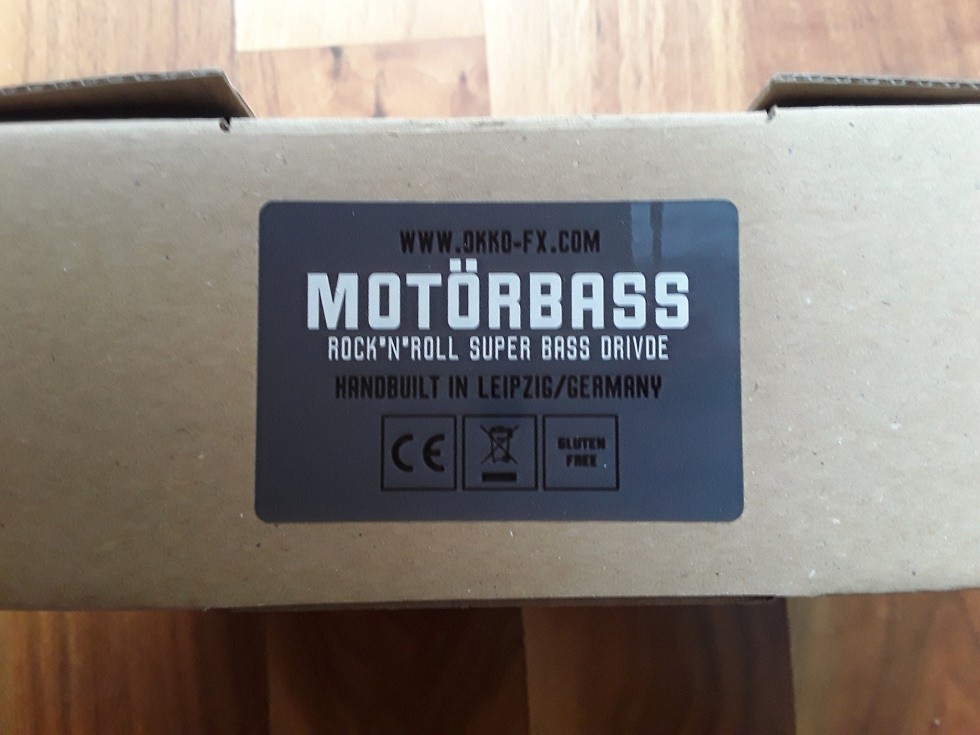 WWW.OKKO-FX.COM
MOTÖRBASS
ROCK"N"ROLL SUPER BASS DRIVDE
HANDBUILT IN LEIPZIG/GERMANY
CE
GLUTEN
FREE